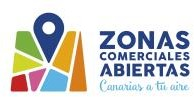 ZONAS
COMERCIALES
ABIERTAS
Canarias a tu aire